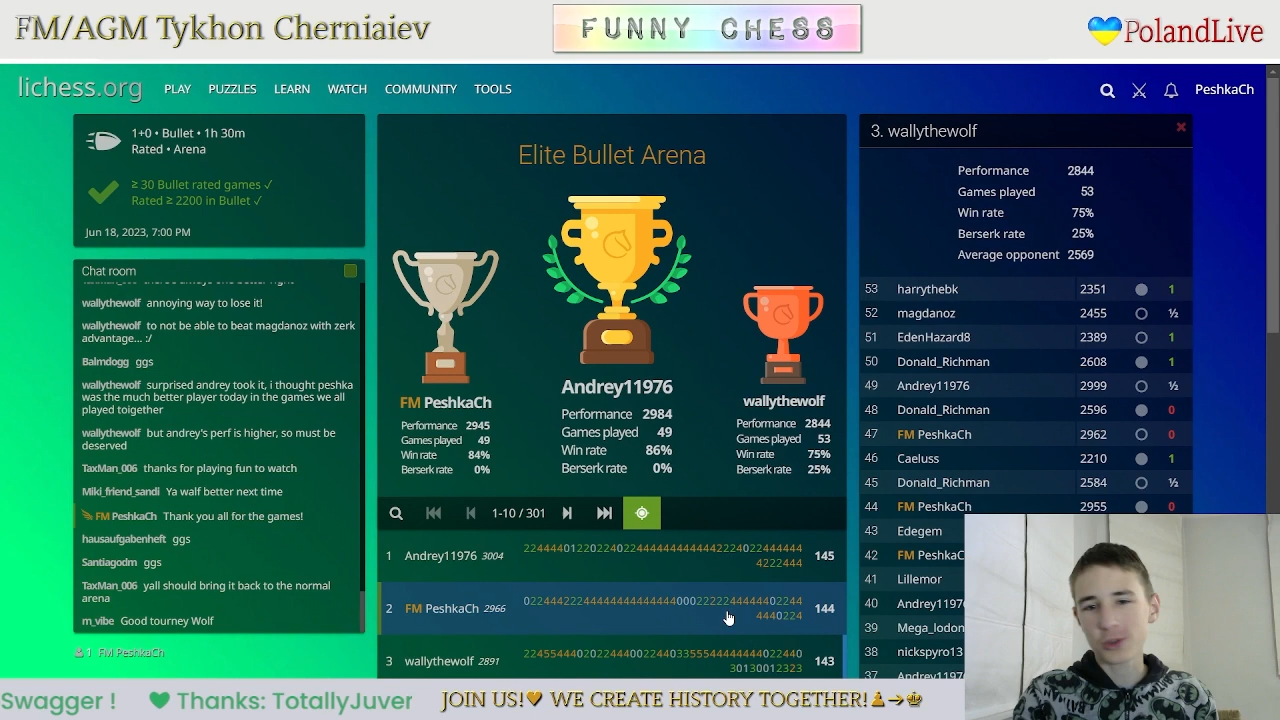 FM/AGM Tykhon Cherniaiev
FUNNY CHESS
PolandLive
lichess.org
PLAY
PUZZLES
LEARN
WATCH
COMMUNITY
TOOLS
PeshkaCh
1+0 • Bullet • 1h 30m
Rated • Arena
≥ 30 Bullet rated games ✓
Rated ≥ 2200 in Bullet ✓
Jun 18, 2023, 7:00 PM
Chat room
wallythewolf annoying way to lose it!
wallythewolf to not be able to beat magdanoz with zerk
advantage... :/
Balmdogg ggs
wallythewolf surprised andrey took it, i thought peshka
was the much better player today in the games we all
played toigether
wallythewolf but andrey's perf is higher, so must be
deserved
TaxMan_006 thanks for playing fun to watch
Miki_friend_sandi Ya walf better next time
FM PeshkaCh Thank you all for the games!
hausaufgabenheft ggs
Santiagodm ggs
TaxMan_006 yall should bring it back to the normal
arena
m_vibe Good tourney Wolf
1 FM PeshkaCh
Elite Bullet Arena
FM PeshkaCh
Performance 2945
Games played 49
Win rate 84%
Berserk rate 0%
Andrey11976
Performance 2984
Games played 49
Win rate 86%
Berserk rate 0%
wallythewolf
Performance 2844
Games played 53
Win rate 75%
Berserk rate 25%
1-10 / 301
1 Andrey11976 3004 145
4222444
2 FM PeshkaCh 2966 144
4440224
3 wallythewolf 2891 143
30130012323
3. wallythewolf
Performance 2844
Games played 53
Win rate 75%
Berserk rate 25%
Average opponent 2569
53 harrythebk 2351 1
52 magdanoz 2455 ½
51 EdenHazard8 2389 1
50 Donald_Richman 2608 1
49 Andrey11976 2999 ½
48 Donald_Richman 2596 0
47 FM PeshkaCh 2962 0
46 Caeluss 2210 1
45 Donald_Richman 2584 ½
44 FM PeshkaCh 2955 0
43 Edegem
42 FM PeshkaC
41 Lillemor
40 Andrey1197
39 Mega_lodon
38 nickspyro13
37 Andrey1197
Swagger !
Thanks: TotallyJuver
JOIN US! WE CREATE HISTORY TOGETHER!